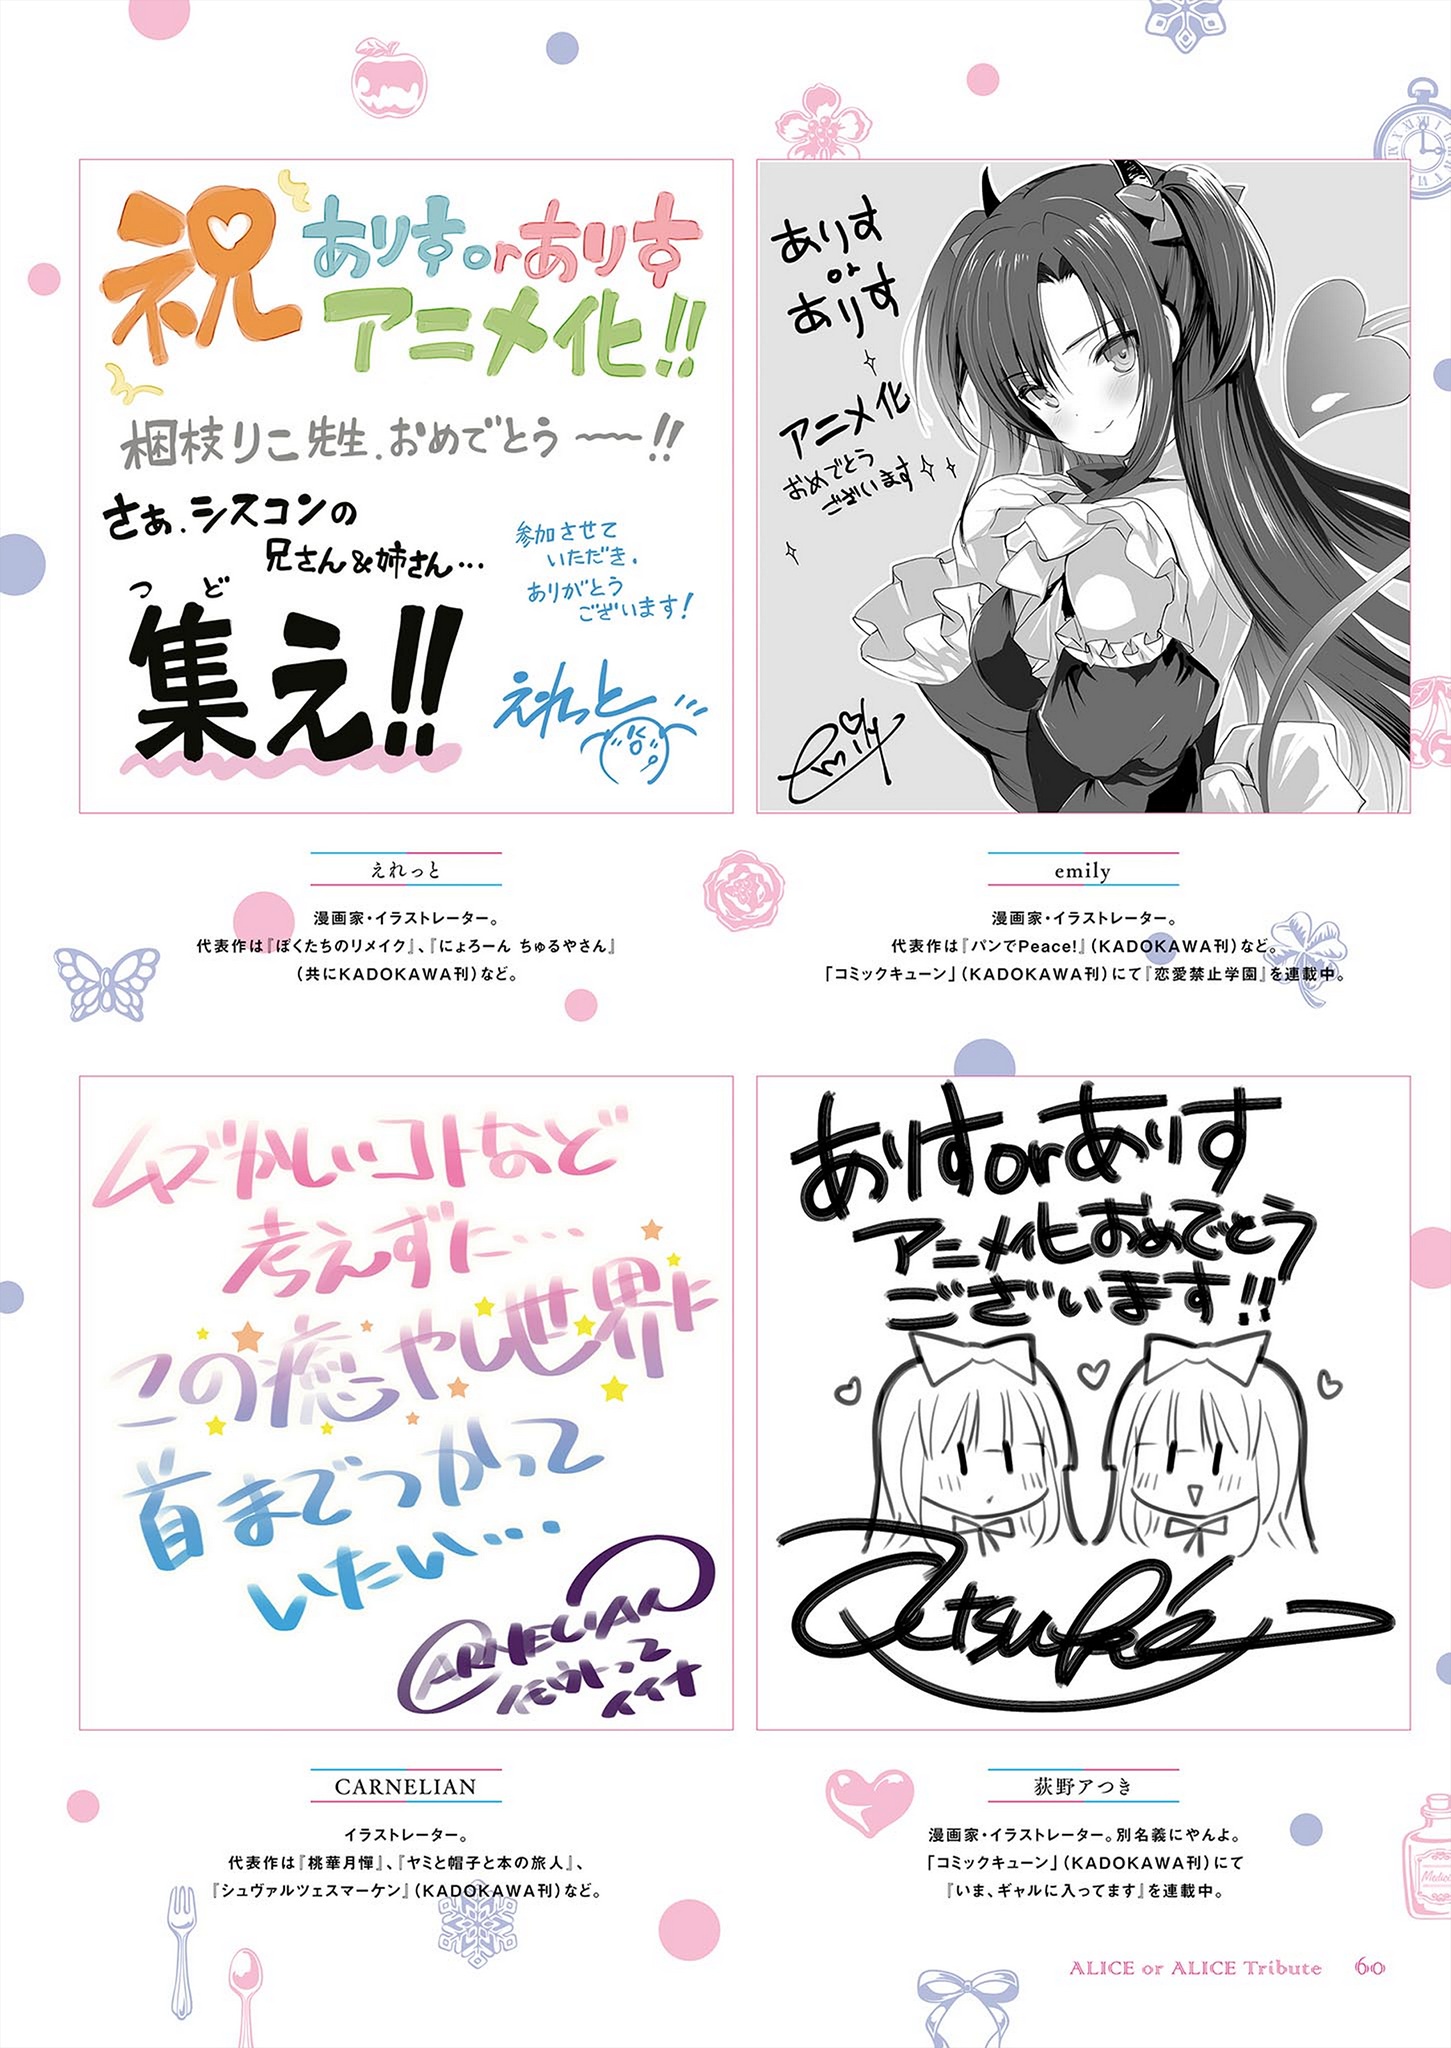 祝
ありすorありす
アニメ化!!
梱枝りこ先生.おめでとう〜〜!!
さぁ.シスコンの
兄さん&姉さん…
つど
集え!!
参加させて
いただき、
ありがとう
ございます!
えれっと
ありす
or
ありす
アニメ化
おめでとう
ございます
emily
えれっと
漫画家・イラストレーター。
代表作は『ぼくたちのリメイク』、『にょろーん ちゅるやさん』
(共にKADOKAWA刊)など。
emily
漫画家・イラストレーター。
代表作は『パンでPeace!』(KADOKAWA刊)など。
「コミックキューン」(KADOKAWA刊)にて『恋愛禁止学園』を連載中。
ムズかしいコトなど
考えずに…
この癒やし世界に
首までつかって
いたい…
CARNELIAN
ありすorありす
アニメ化おめでとう
ございます!!
CARNELIAN
イラストレーター。
代表作は『桃華月憚』、『ヤミと帽子と本の旅人』、
『シュヴァルツェスマーケン』(KADOKAWA刊)など。
荻野アつき
漫画家・イラストレーター。別名義にやんよ。
「コミックキューン」(KADOKAWA刊)にて
『いま、ギャルに入ってます』を連載中。
ALICE or ALICE Tribute 60